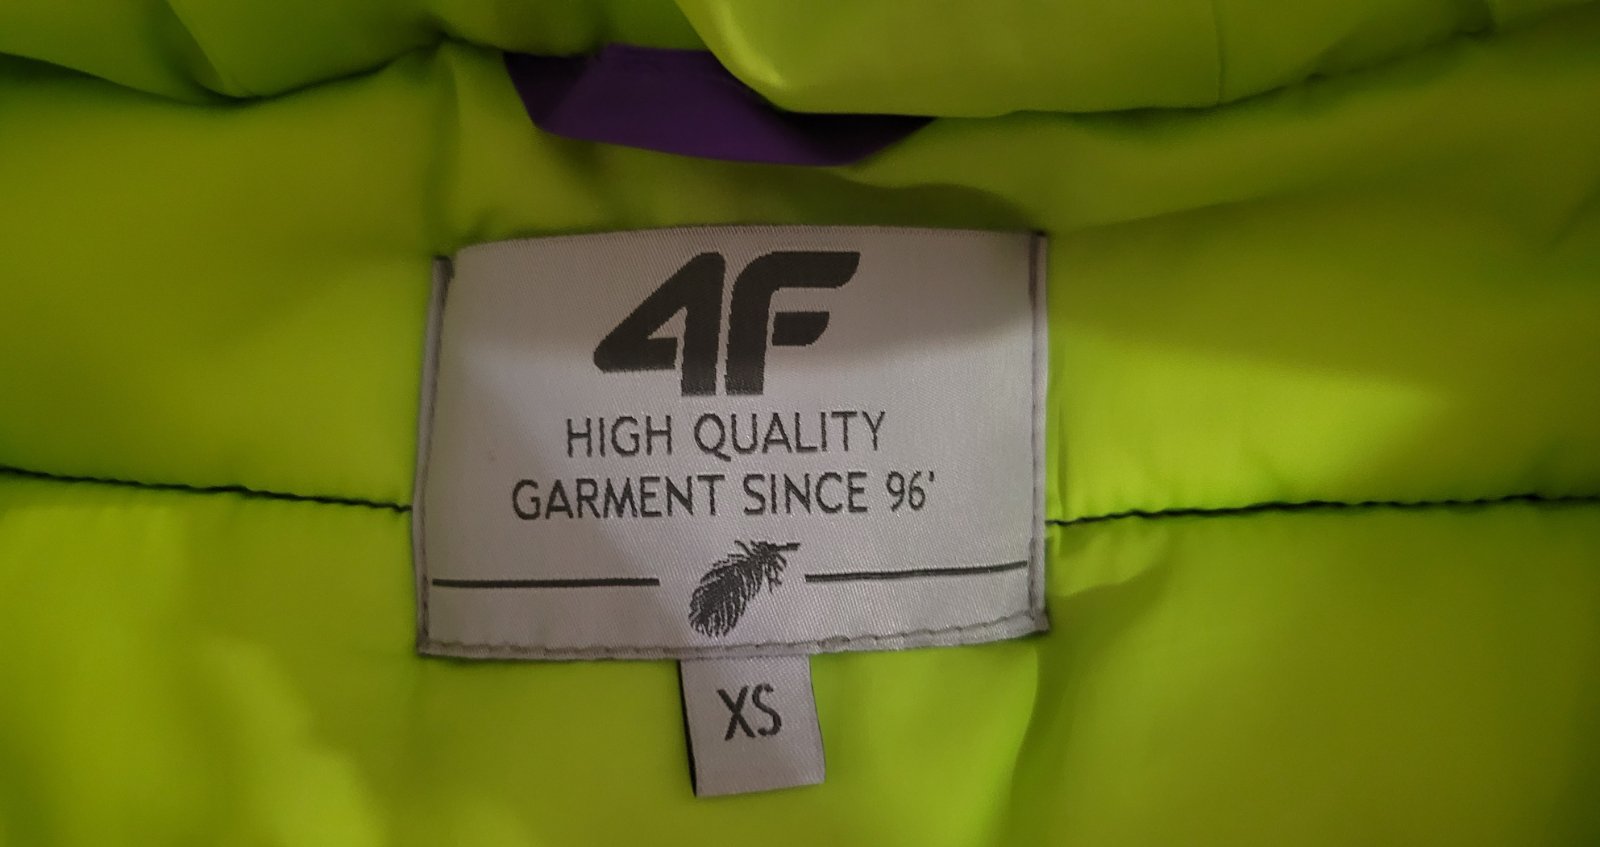 4F
HIGH QUALITY
GARMENT SINCE 96'
XS